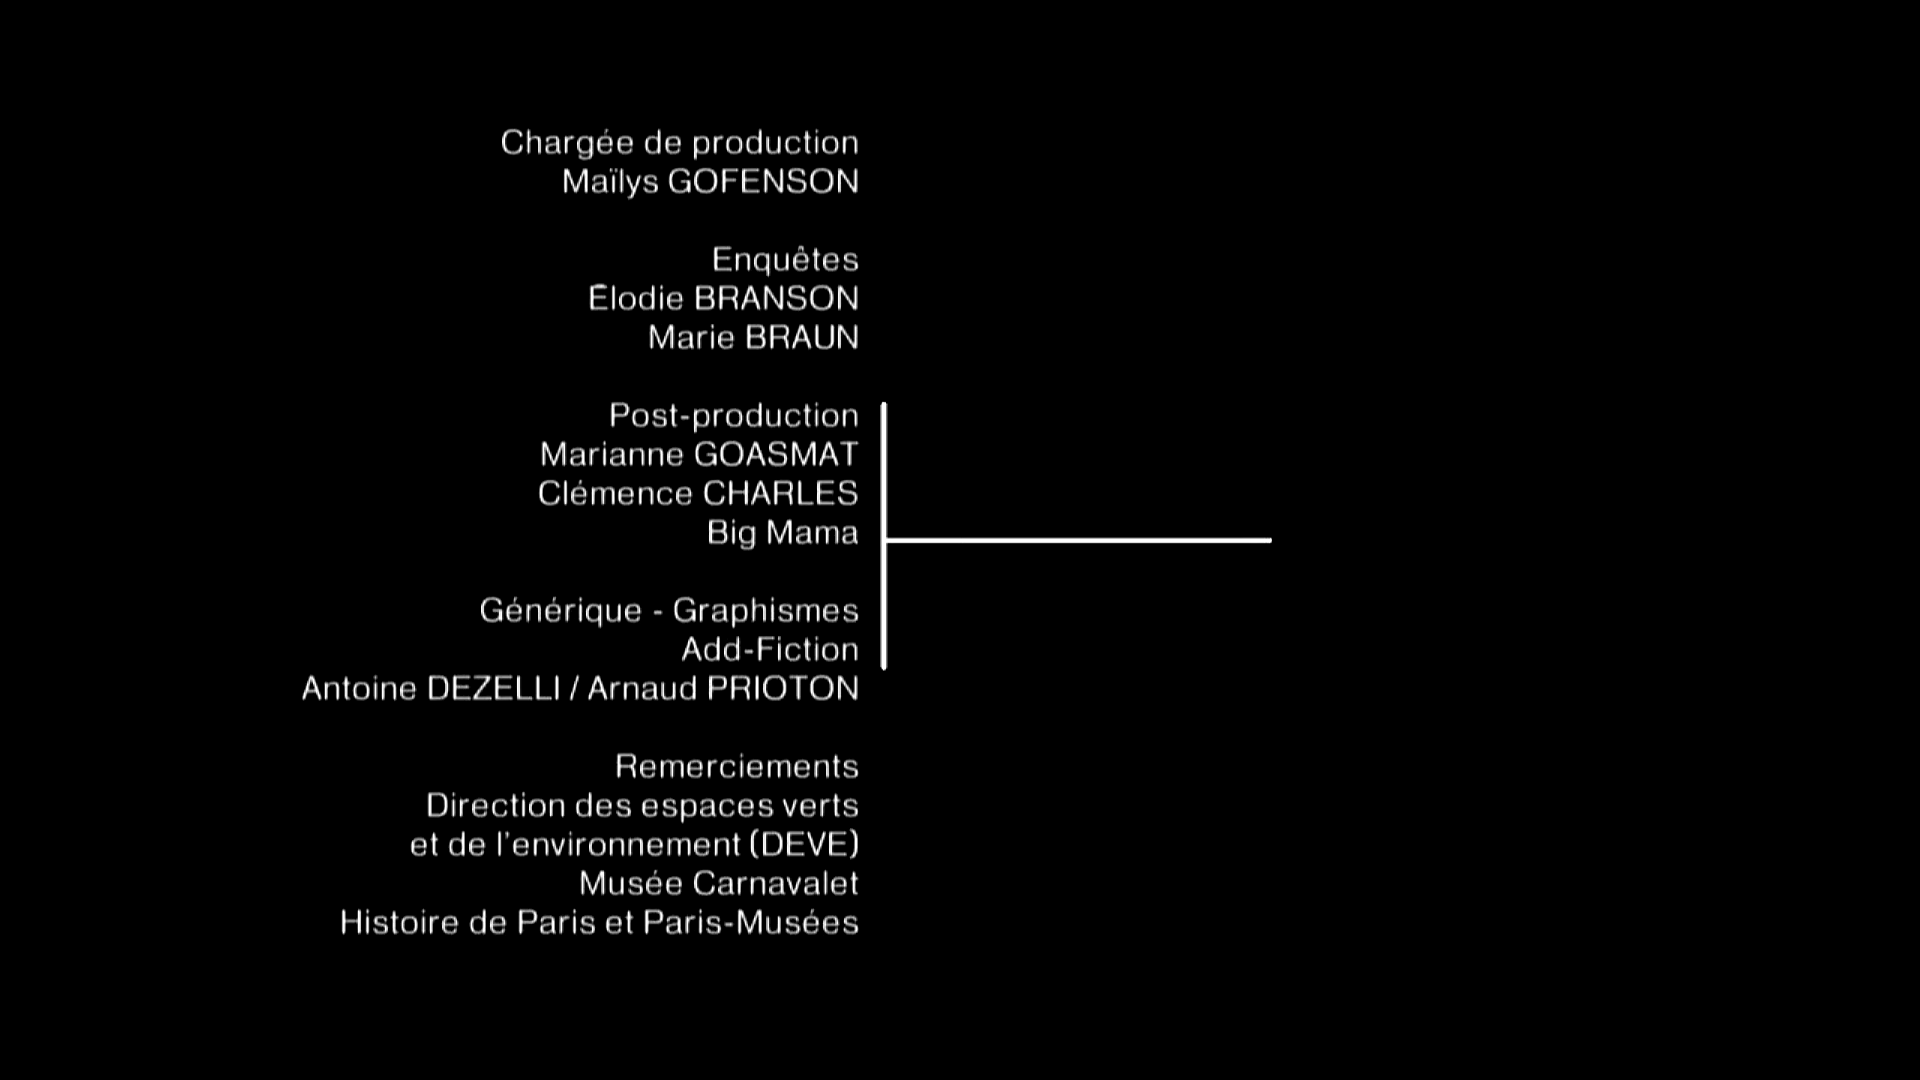 Chargée de production
Maïlys GOFENSON
Enquêtes
Élodie BRANSON
Marie BRAUN
Post-production
Marianne GOASMAT
Clémence CHARLES
Big Mama
Générique - Graphismes
Add-Fiction
Antoine DEZELLI / Arnaud PRIOTON
Remerciements
Direction des espaces verts
et de l'environnement (DEVE)
Musée Carnavalet
Histoire de Paris et Paris-Musées